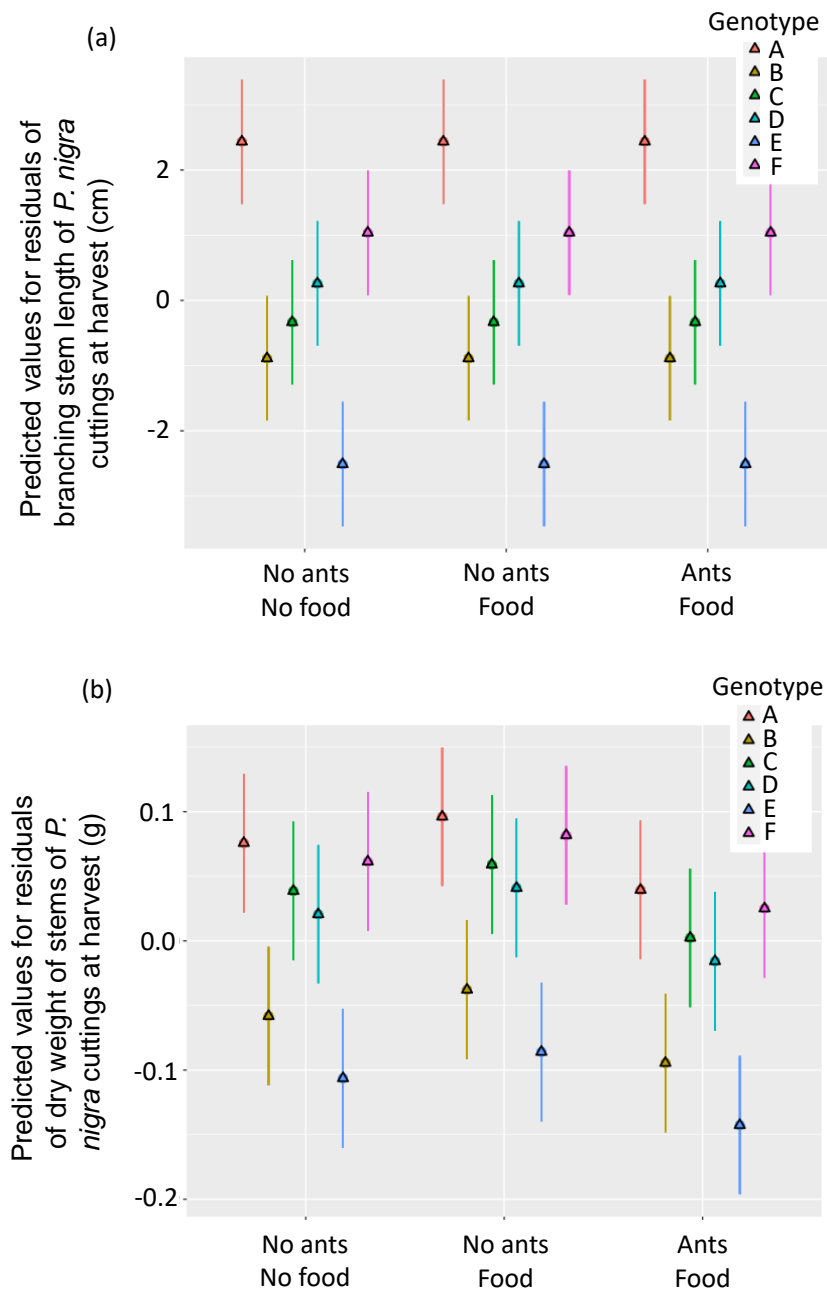 (a)
Genotype
A
B
C
D
E
F
Predicted values for residuals of
branching stem length of P. nigra
cuttings at harvest (cm)
2
0
-2
No ants
No food
No ants
Food
Ants
Food
(b)
Genotype
A
B
C
D
E
F
Predicted values for residuals
of dry weight of stems of P.
nigra cuttings at harvest (g)
0.1
0.0
-0.1
-0.2
No ants
No food
No ants
Food
Ants
Food